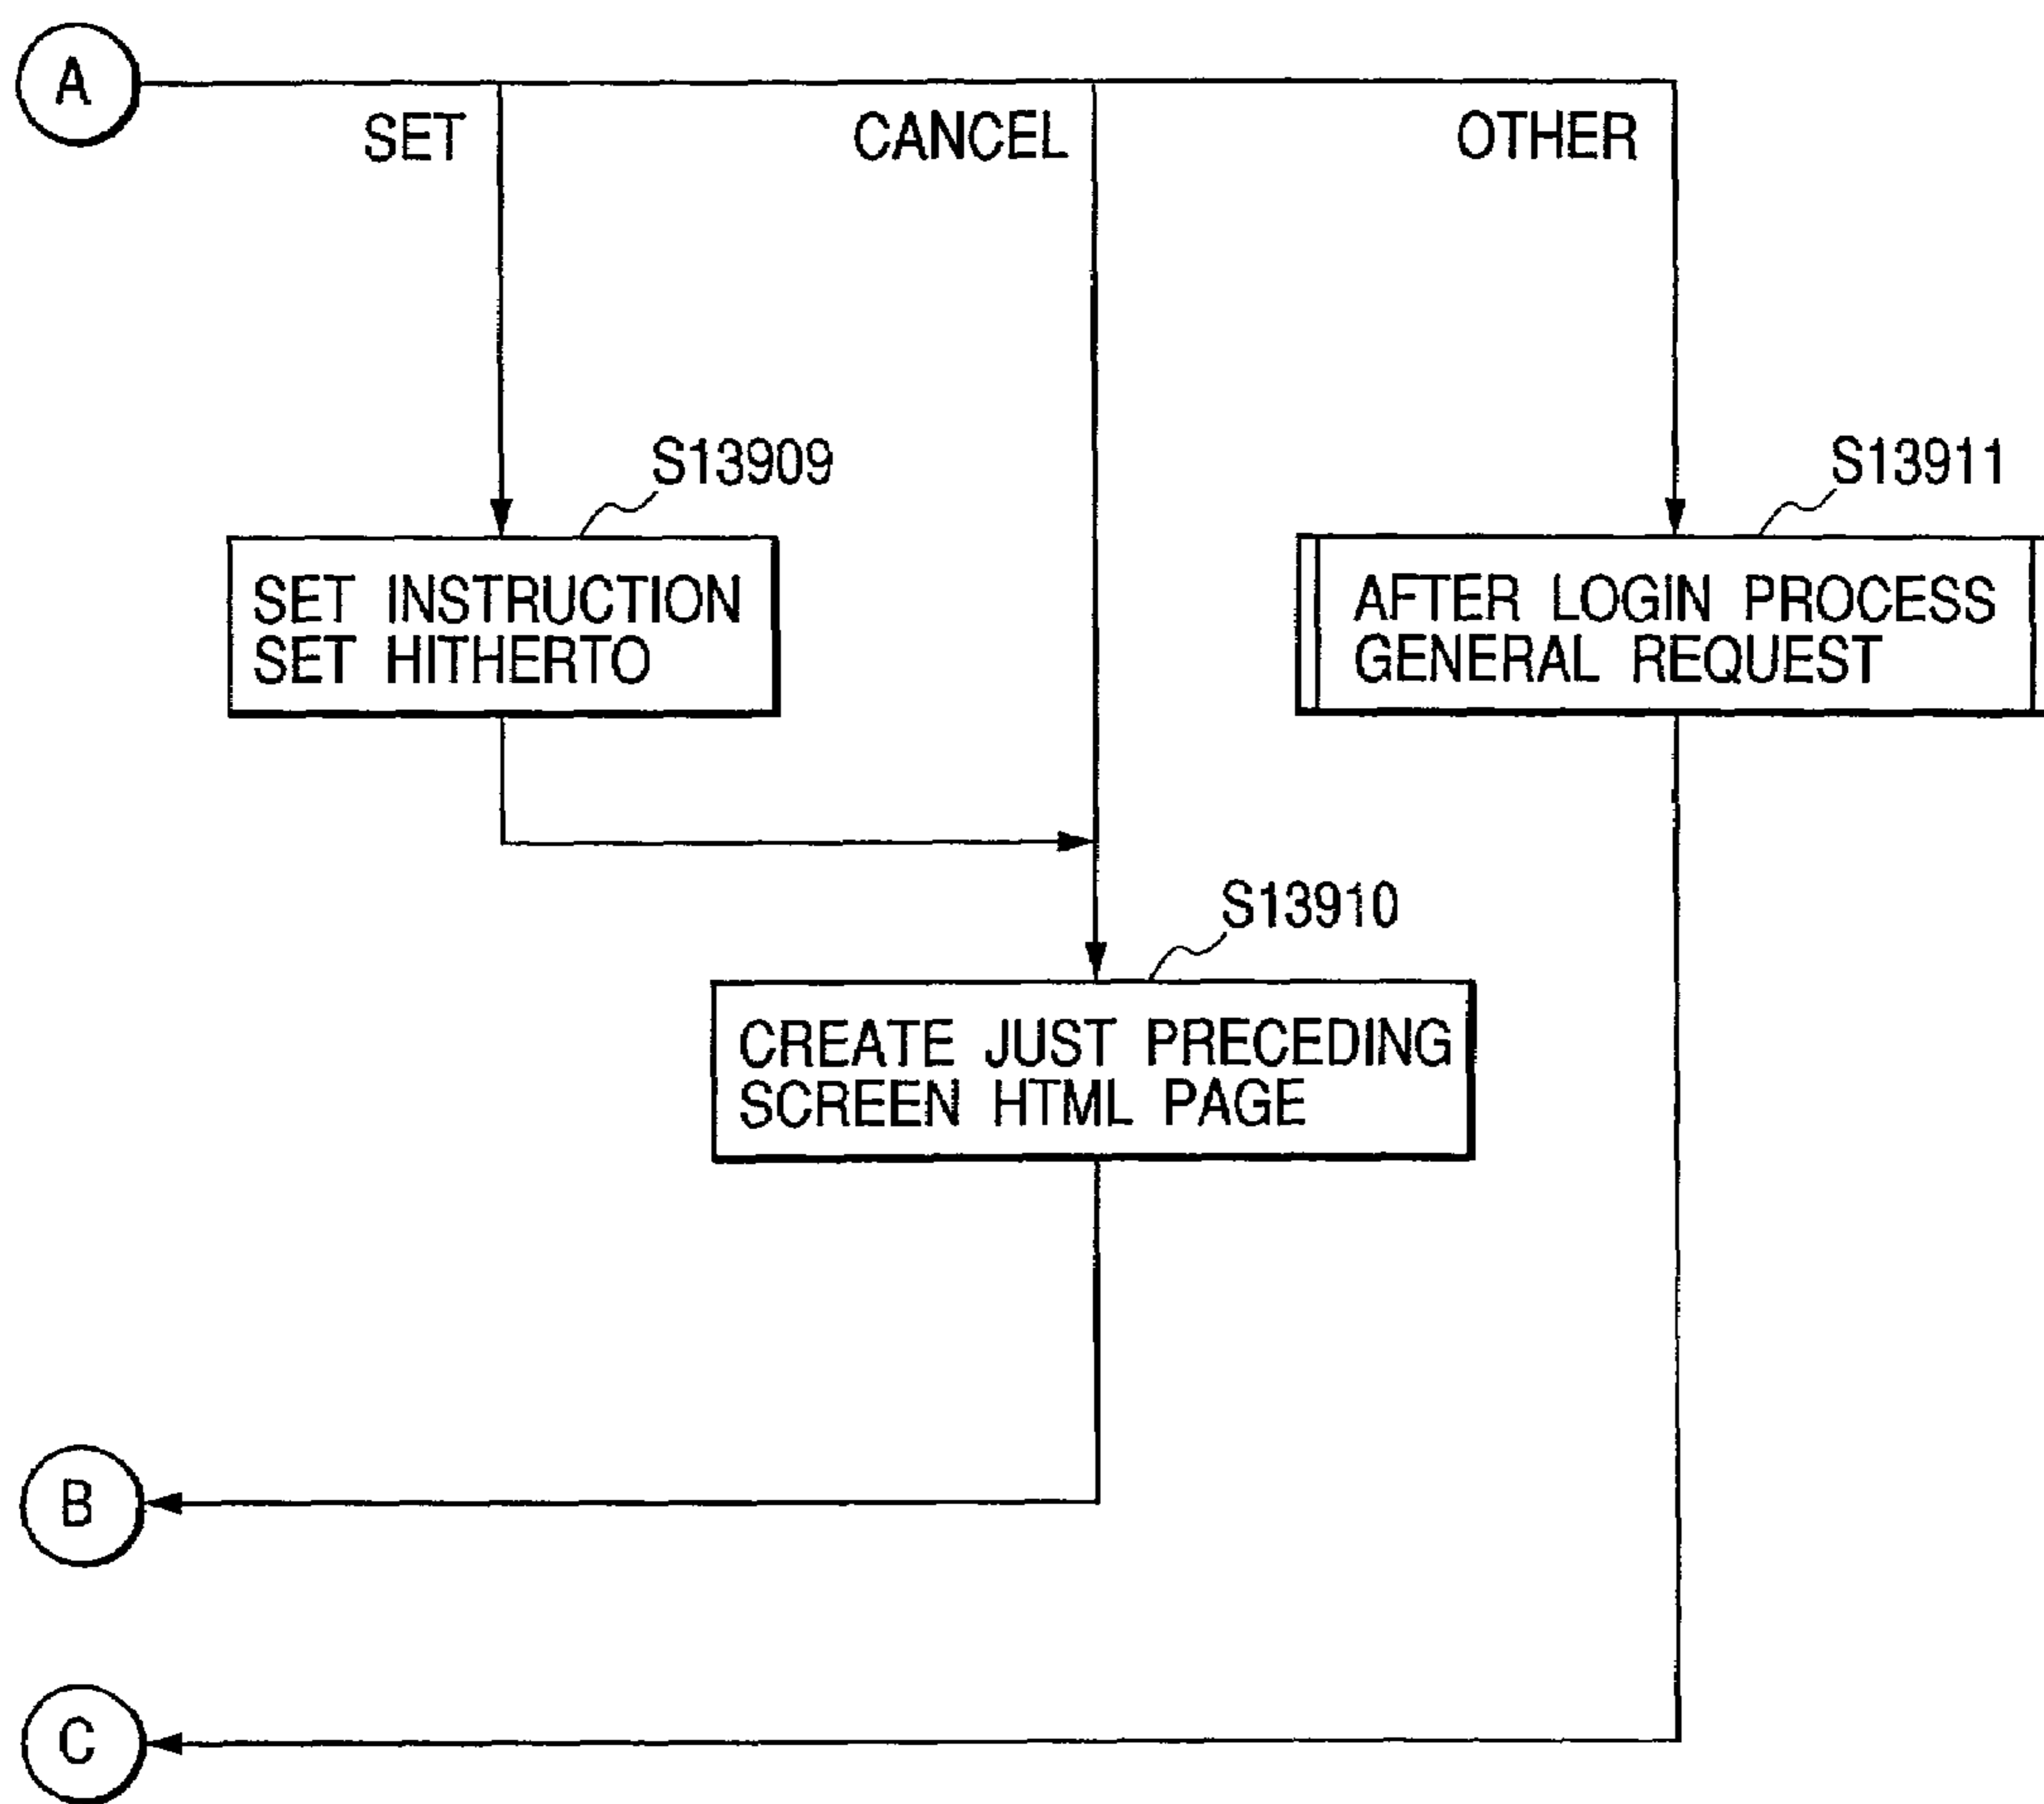 A
SET
CANCEL
OTHER
S13909
S13911
SET INSTRUCTION
SET HITHERTO
AFTER LOGIN PROCESS
GENERAL REQUEST
S13910
CREATE JUST PRECEDING
SCREEN HTML PAGE
B
C